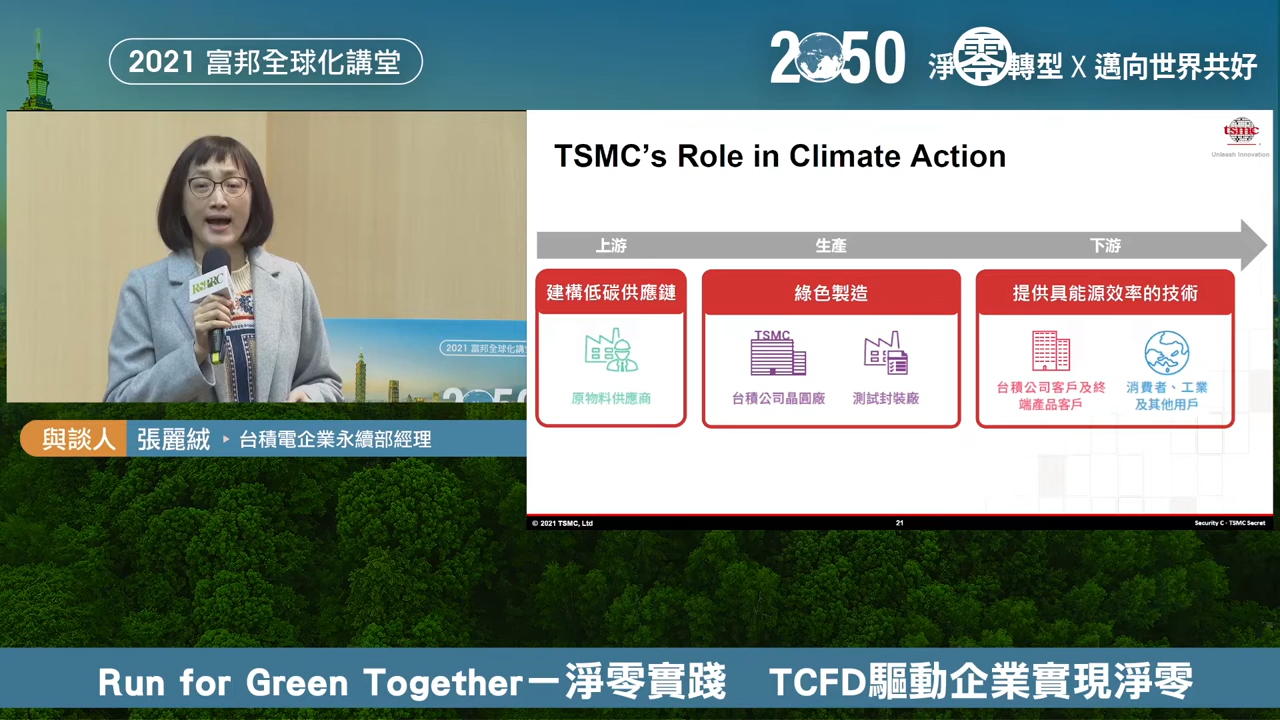 2021 富邦全球化講堂
2050 淨零轉型 X 邁向世界共好
tsmc
Unleash Innovation
TSMC's Role in Climate Action
上游
生產
下游
建構低碳供應鏈
原物料供應商
綠色製造
TSMC
台積公司晶圓廠
測試封裝廠
提供具能源效率的技術
台積公司客戶及終
端產品客戶
消費者、工業
及其他用戶
© 2021 TSMC, Ltd
21
Security C - TSMC Secret
RSPRC
2021 富邦全球化講
2050
與談人 張麗絨 台積電企業永續部經理
Run for Green Together－淨零實踐 TCFD驅動企業實現淨零